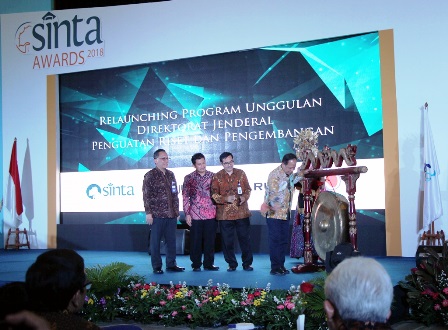 sinta
AWARDS 2018
RELAUNCHING PROGRAM UNGGULAN
DIREKTORAT JENDERAL
PENGUATAN RISET DAN PENGEMBANGAN
sinta